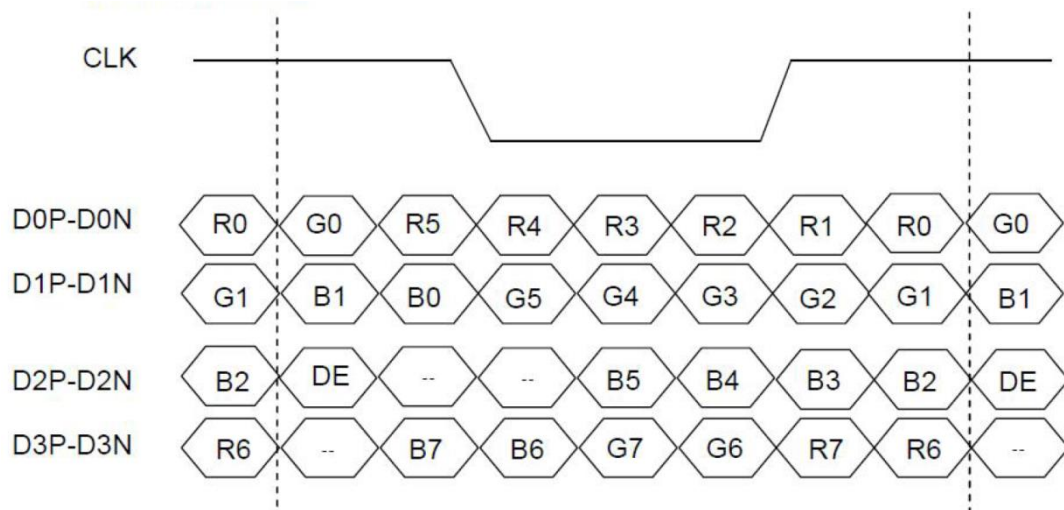 CLK
D0P-D0N R0 G0 R5 R4 R3 R2 R1 R0 G0
D1P-D1N G1 B1 B0 G5 G4 G3 G2 G1 B1
D2P-D2N B2 DE -- -- B5 B4 B3 B2 DE
D3P-D3N R6 -- B7 B6 G7 G6 R7 R6 --